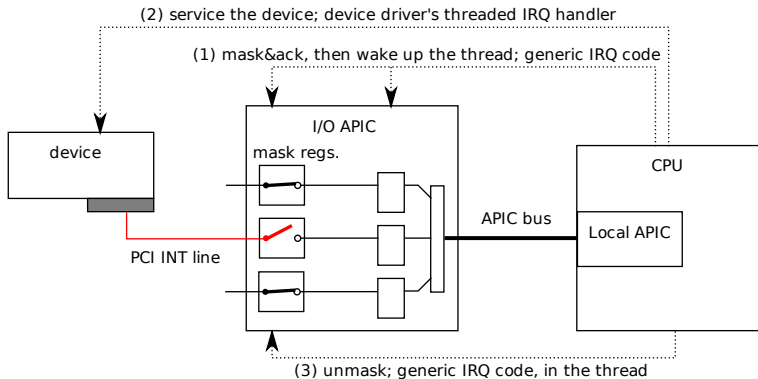 (2) service the device; device driver's threaded IRQ handler
(1) mask&ack, then wake up the thread; generic IRQ code
I/O APIC
device
mask regs.
CPU
APIC bus
Local APIC
PCI INT line
(3) unmask; generic IRQ code, in the thread